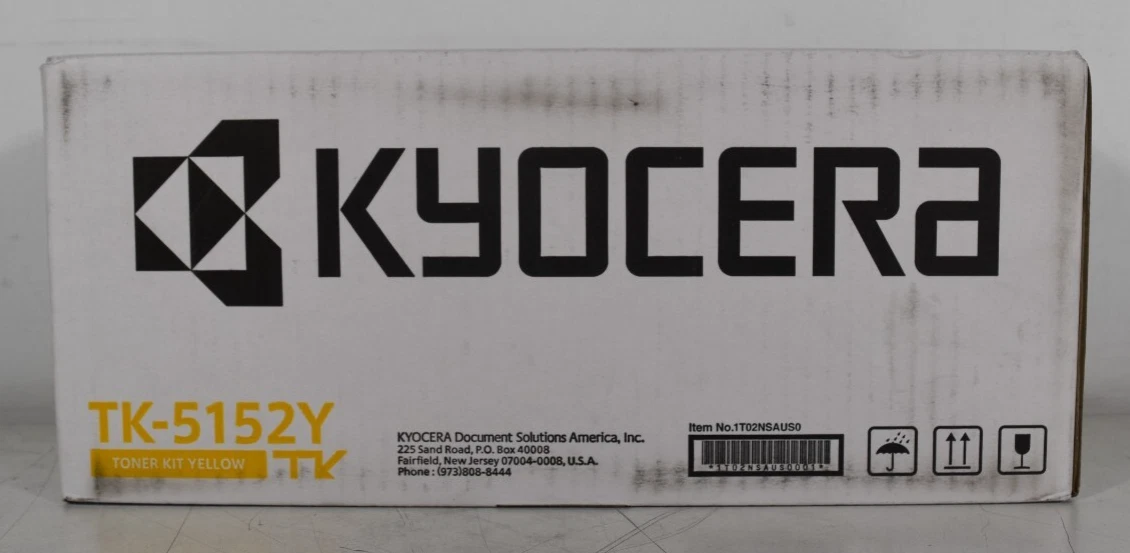 KYOCERA
TK-5152Y
TONER KIT YELLOW TK
KYOCERA Document Solutions America, Inc.
225 Sand Road, P.O. Box 40008
Fairfield, New Jersey 07004-0008, U.S.A.
Phone : (973)808-8444
Item No.1T02NSAUS0